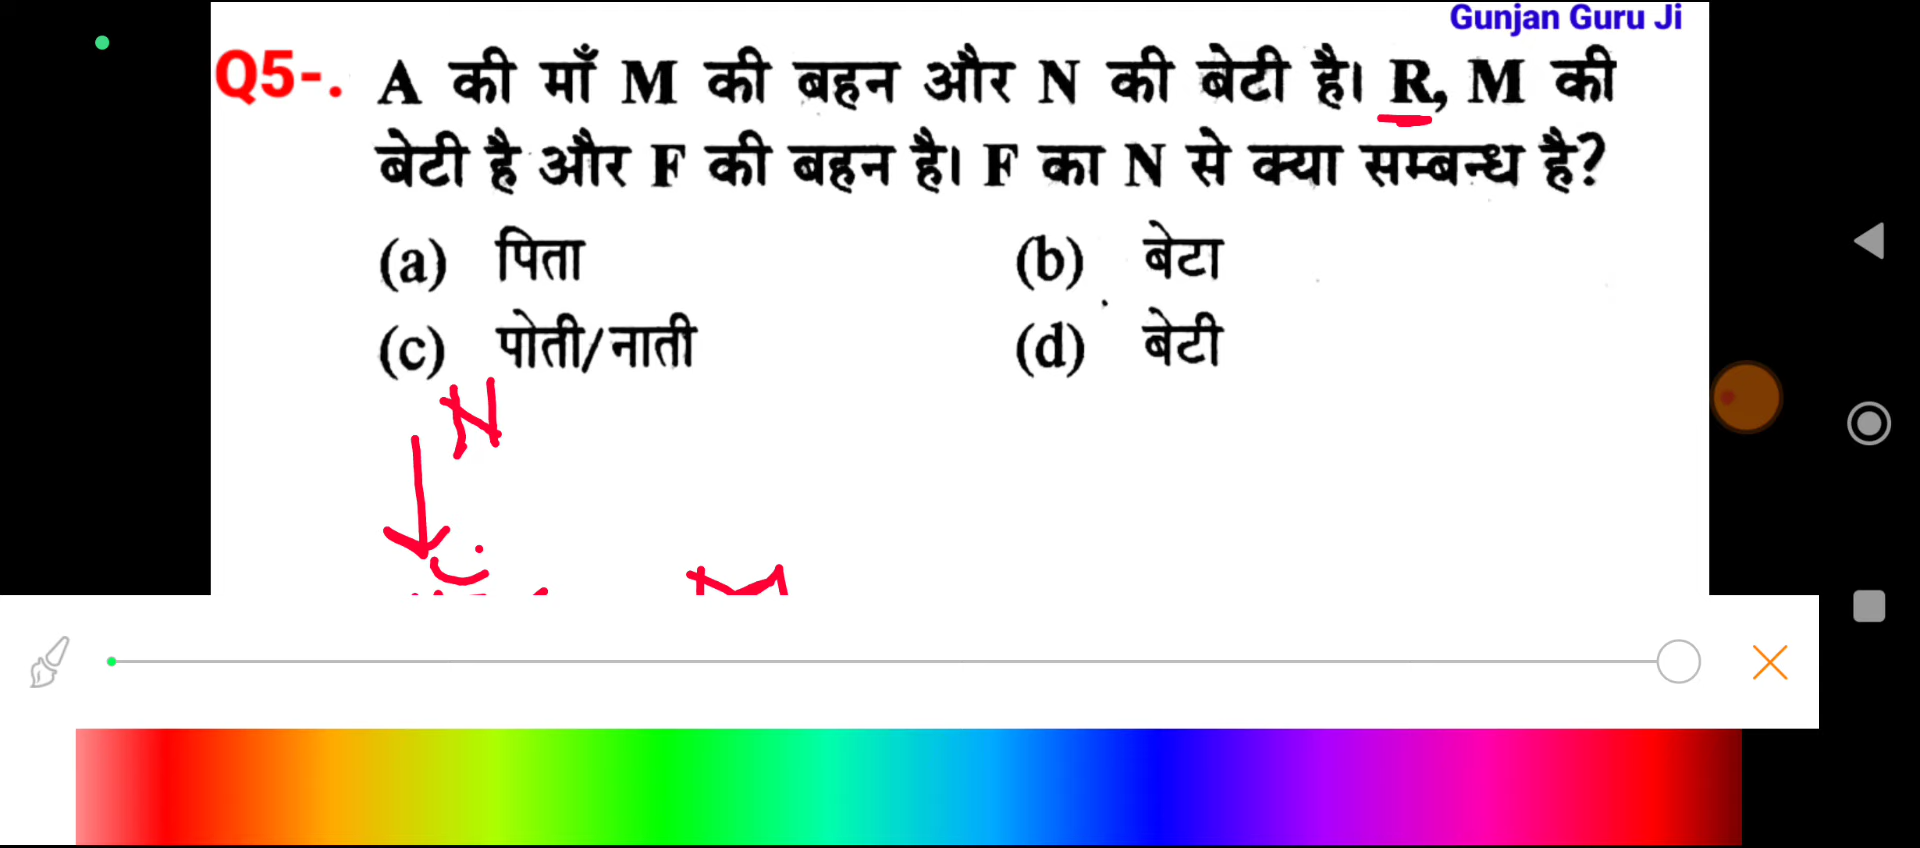 Gunjan Guru Ji
Q5-. A की माँ M की बहन और N की बेटी है। R, M की
बेटी है और F की बहन है। F का N से क्या सम्बन्ध है?
(a) पिता (b) बेटा
(c) पोती/नाती (d) बेटी
N